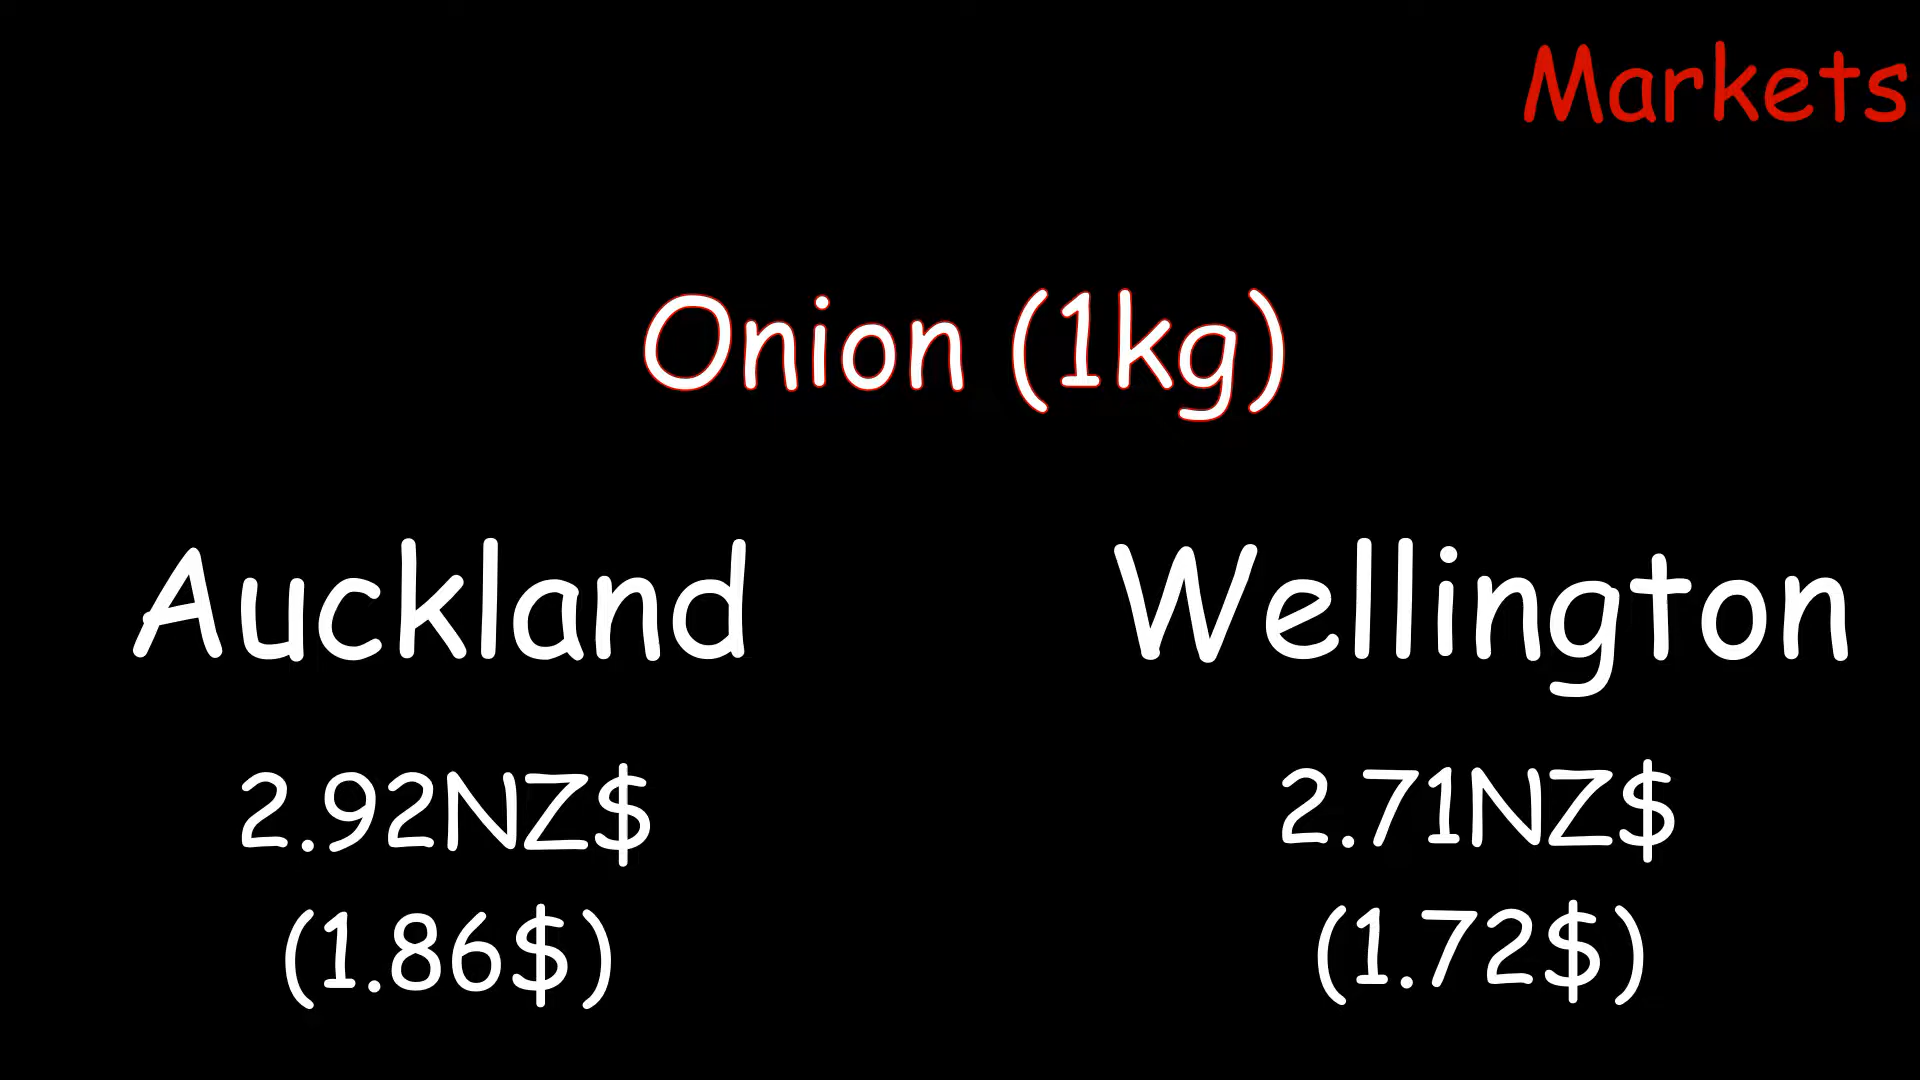 Markets
Onion (1kg)
Auckland
Wellington
2.92NZ$
2.71NZ$
(1.86$)
(1.72$)